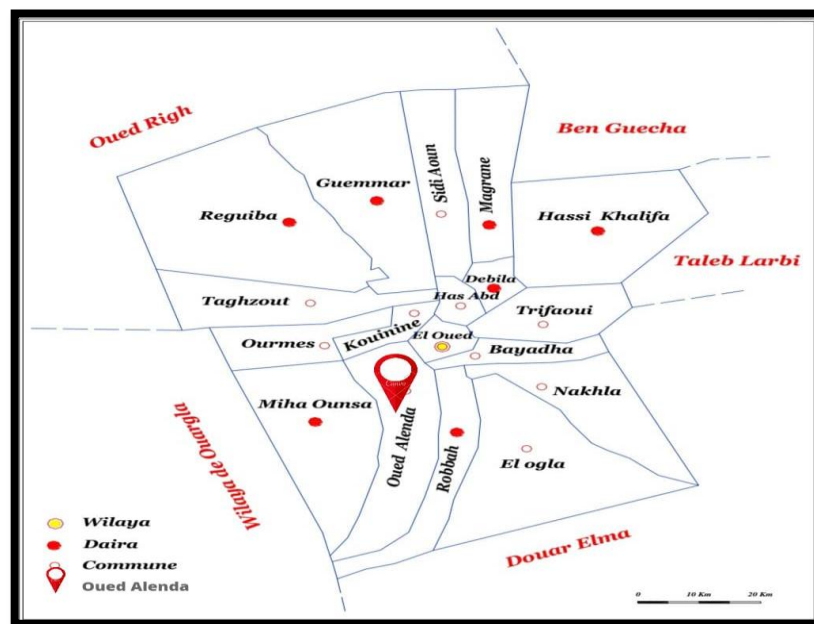 Oued Righ
Ben Guecha
Guemmar
Sidi Aoun
Magrane
Reguiba
Hassi Khalifa
Taleb Larbi
Debila
Has Abd
Taghzout
Trifaoui
Kouinine
El Oued
Ourmes
Bayadha
Nakhla
Miha Ounsa
Oued Alenda
Robbah
El ogla
Wilaya de Ouargla
Douar Elma
Wilaya
Daira
Commune
Oued Alenda
0 10 Km 20 Km